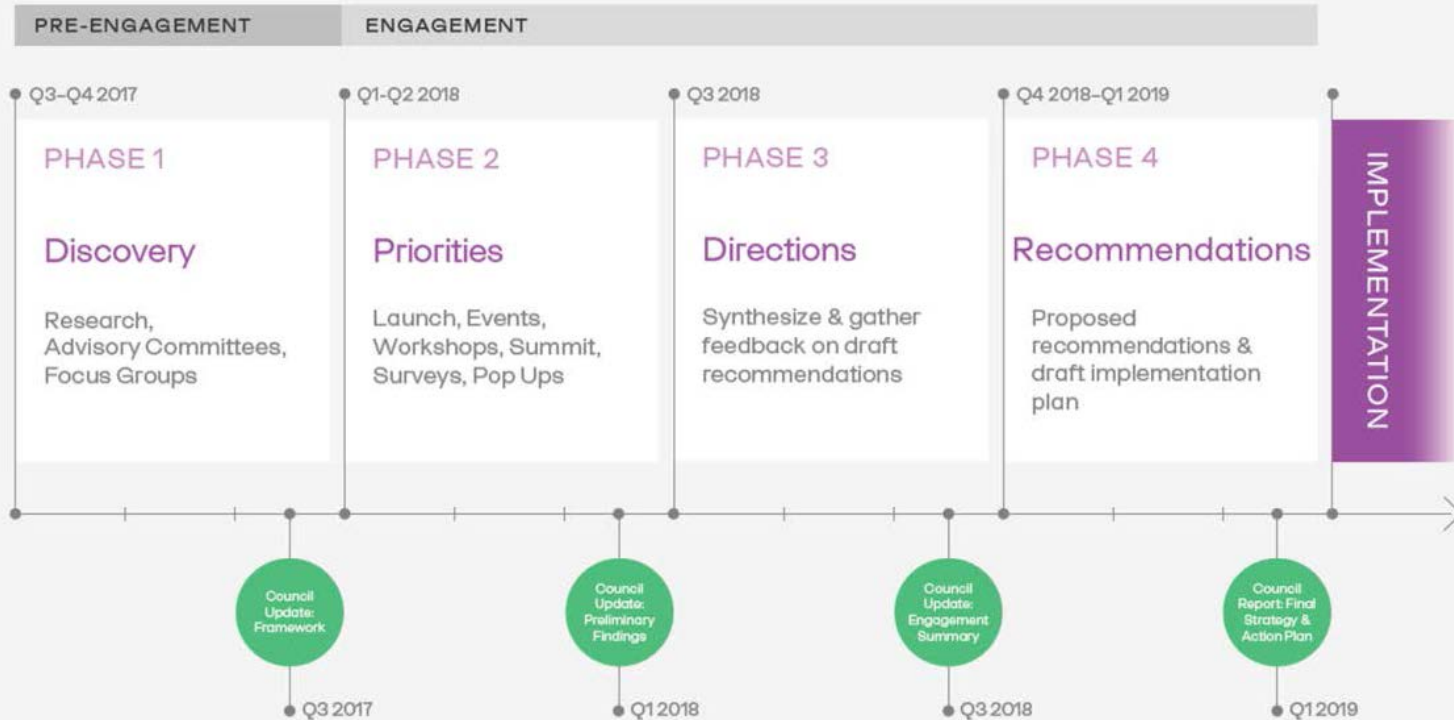 PRE-ENGAGEMENT
ENGAGEMENT
Q3-Q4 2017
Q1-Q2 2018
Q3 2018
Q4 2018-Q1 2019
PHASE 1
Discovery
Research,
Advisory Committees,
Focus Groups
PHASE 2
Priorities
Launch, Events,
Workshops, Summit,
Surveys, Pop Ups
PHASE 3
Directions
Synthesize & gather
feedback on draft
recommendations
PHASE 4
Recommendations
Proposed
recommendations &
draft implementation
plan
IMPLEMENTATION
Council
Update:
Framework
Q3 2017
Council
Update:
Preliminary
Findings
Q1 2018
Council
Update:
Engagement
Summary
Q3 2018
Council
Report: Final
Strategy &
Action Plan
Q1 2019